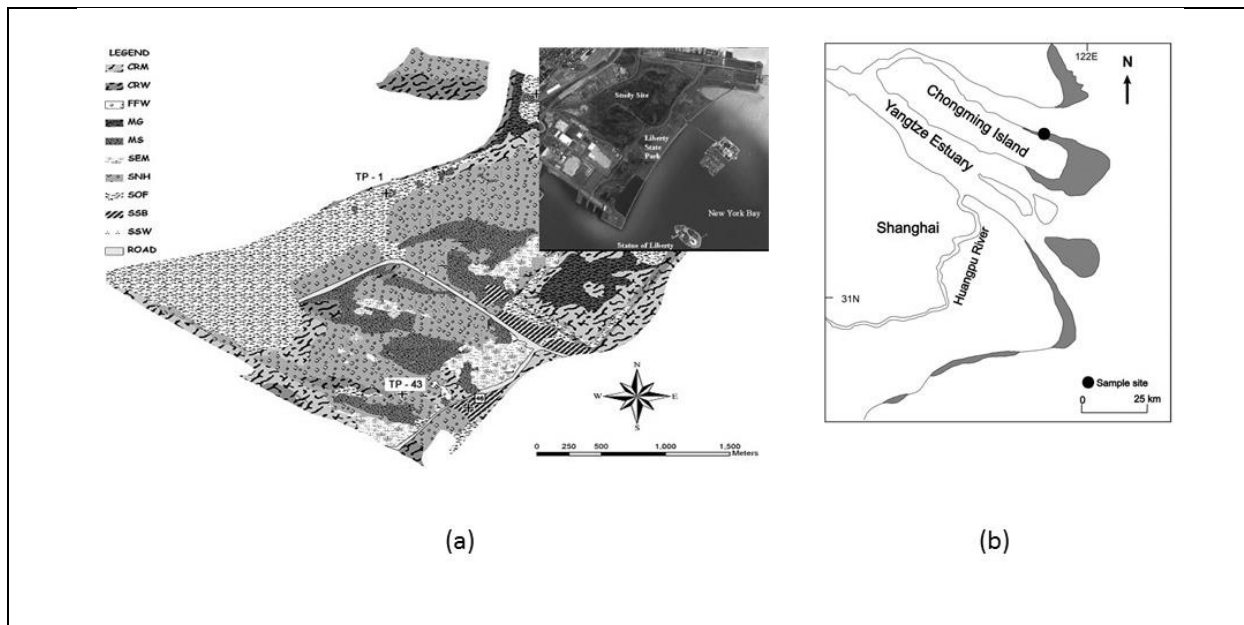 LEGEND
CRM
CRW
FFW
MG
MS
SEM
SNH
SOF
SSB
SSW
ROAD
TP - 1
TP - 43
Study Site
Liberty
State
Park
New York Bay
Statue of Liberty
N
W
E
S
0 250 500 1,000 1,500
Meters
(a)
122E
N
Chongming Island
Yangtze Estuary
Shanghai
Huangpu River
31N
Sample site
0 25 km
(b)